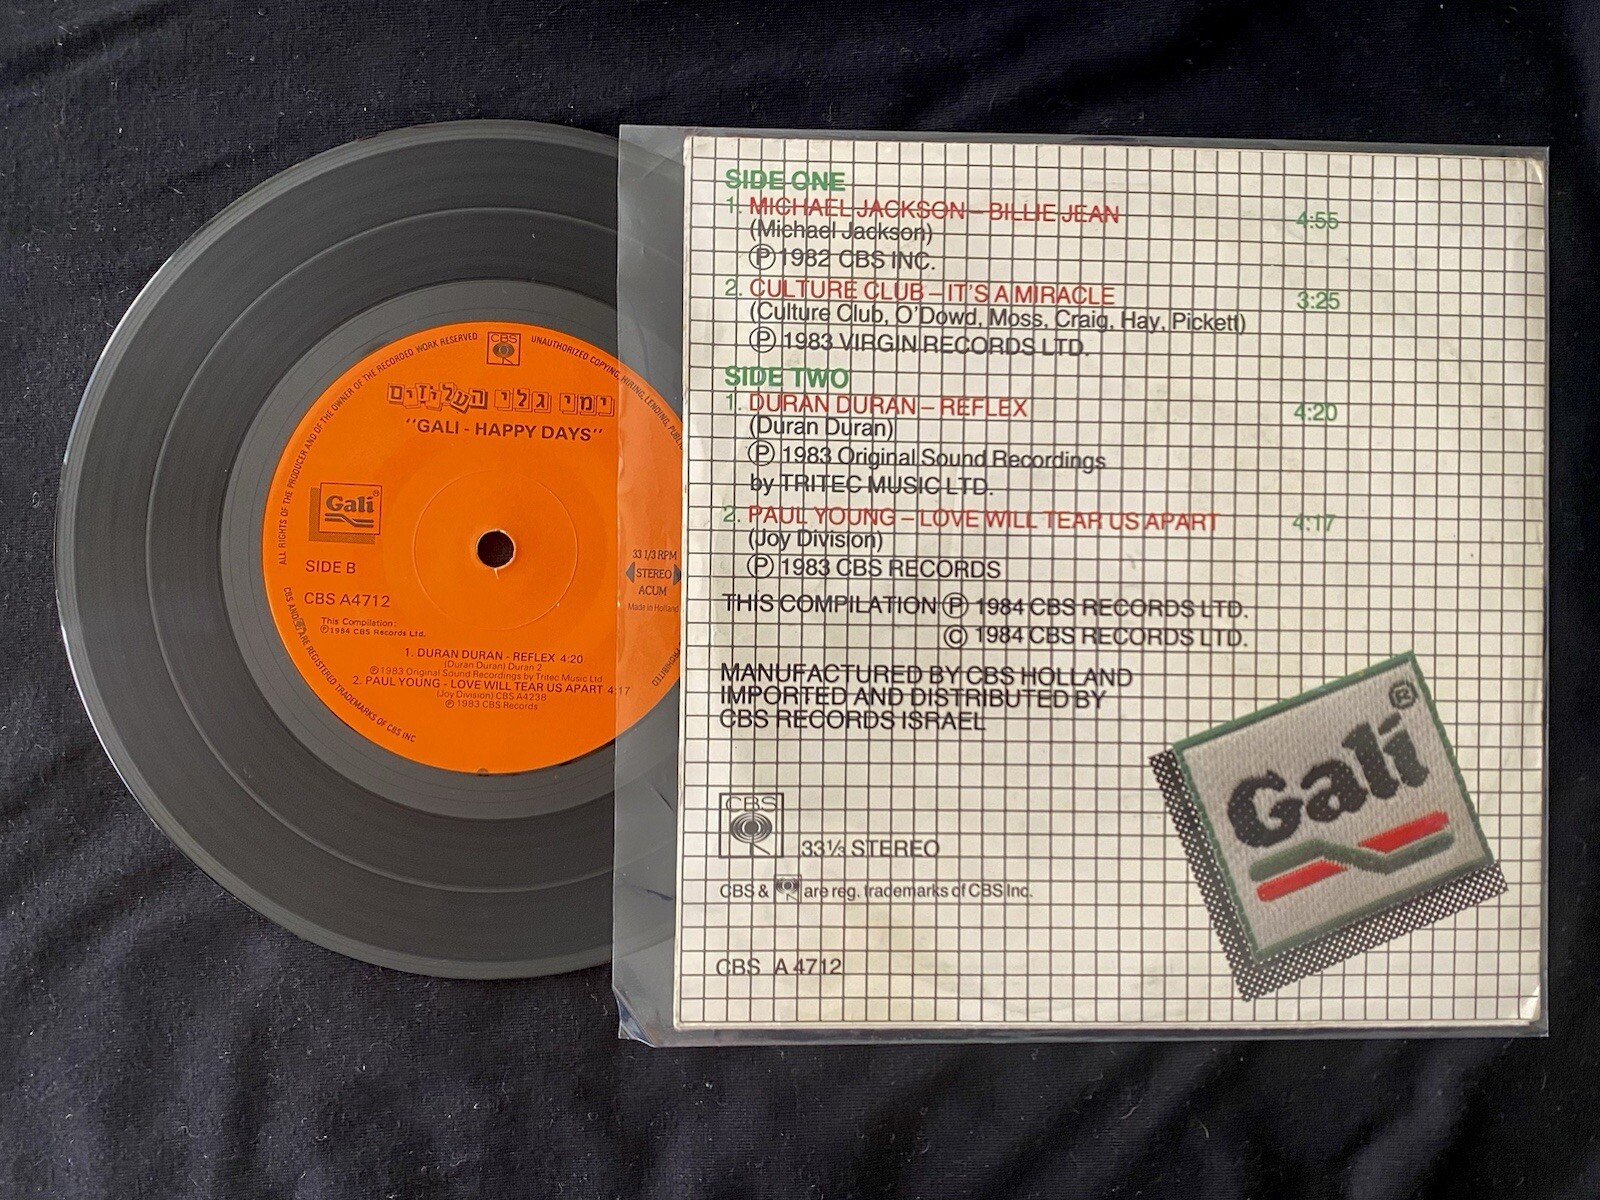 ALL RIGHTS OF THE PRODUCER AND OF THE OWNER OF THE RECORDED WORK RESERVED
UNAUTHORIZED COPYING, HIRING, LENDING, PUBLIC
PROHIBITED
CBS AND ARE REGISTERED TRADEMARKS OF CBS INC
CBS
ימי גלי העליזים
"GALI - HAPPY DAYS"
Gali®
SIDE B
CBS A4712
This Compilation:
Ⓟ1984 CBS Records Ltd.
33 1/3 RPM
STEREO
ACUM
Made in Holland
1. DURAN DURAN - REFLEX 4:20
(Duran Duran) Duran 2
Ⓟ1983 Original Sound Recordings by Tritec Music Ltd
2. PAUL YOUNG - LOVE WILL TEAR US APART 4:17
(Joy Division) CBS A4238
Ⓟ 1983 CBS Records
SIDE ONE
1. MICHAEL JACKSON – BILLIE JEAN 4:55
(Michael Jackson)
Ⓟ 1982 CBS INC.
2. CULTURE CLUB – IT'S A MIRACLE 3:25
(Culture Club, O'Dowd, Moss, Craig, Hay, Pickett)
Ⓟ 1983 VIRGIN RECORDS LTD.
SIDE TWO
1. DURAN DURAN – REFLEX 4:20
(Duran Duran)
Ⓟ 1983 Original Sound Recordings
by TRITEC MUSIC LTD.
2. PAUL YOUNG – LOVE WILL TEAR US APART 4:17
(Joy Division)
Ⓟ 1983 CBS RECORDS
THIS COMPILATION Ⓟ 1984 CBS RECORDS LTD.
© 1984 CBS RECORDS LTD.
MANUFACTURED BY CBS HOLLAND
IMPORTED AND DISTRIBUTED BY
CBS RECORDS ISRAEL
Gali®
CBS
33⅓ STEREO
CBS & are reg. trademarks of CBS Inc.
CBS A 4712